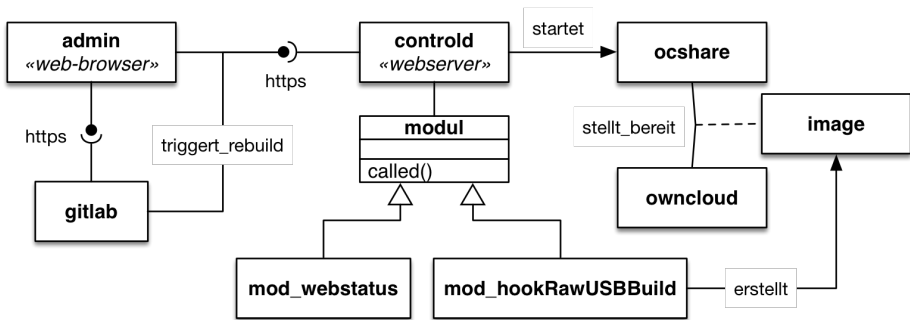 admin
«web-browser»
controld
«webserver»
startet
ocshare
https
https
modul
called()
triggert_rebuild
stellt_bereit
image
gitlab
owncloud
mod_webstatus
mod_hookRawUSBBuild
erstellt